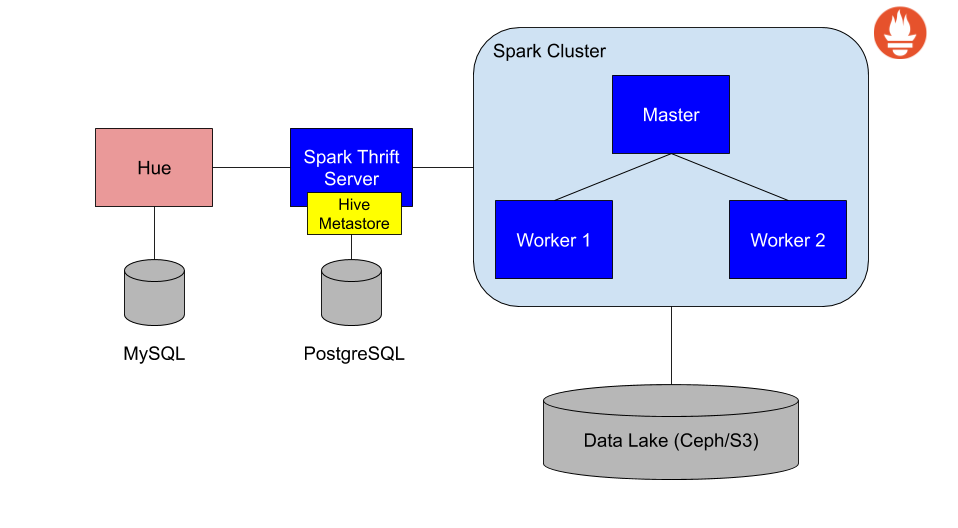 Spark Cluster
Master
Hue
Spark Thrift
Server
Hive
Metastore
Worker 1
Worker 2
MySQL
PostgreSQL
Data Lake (Ceph/S3)